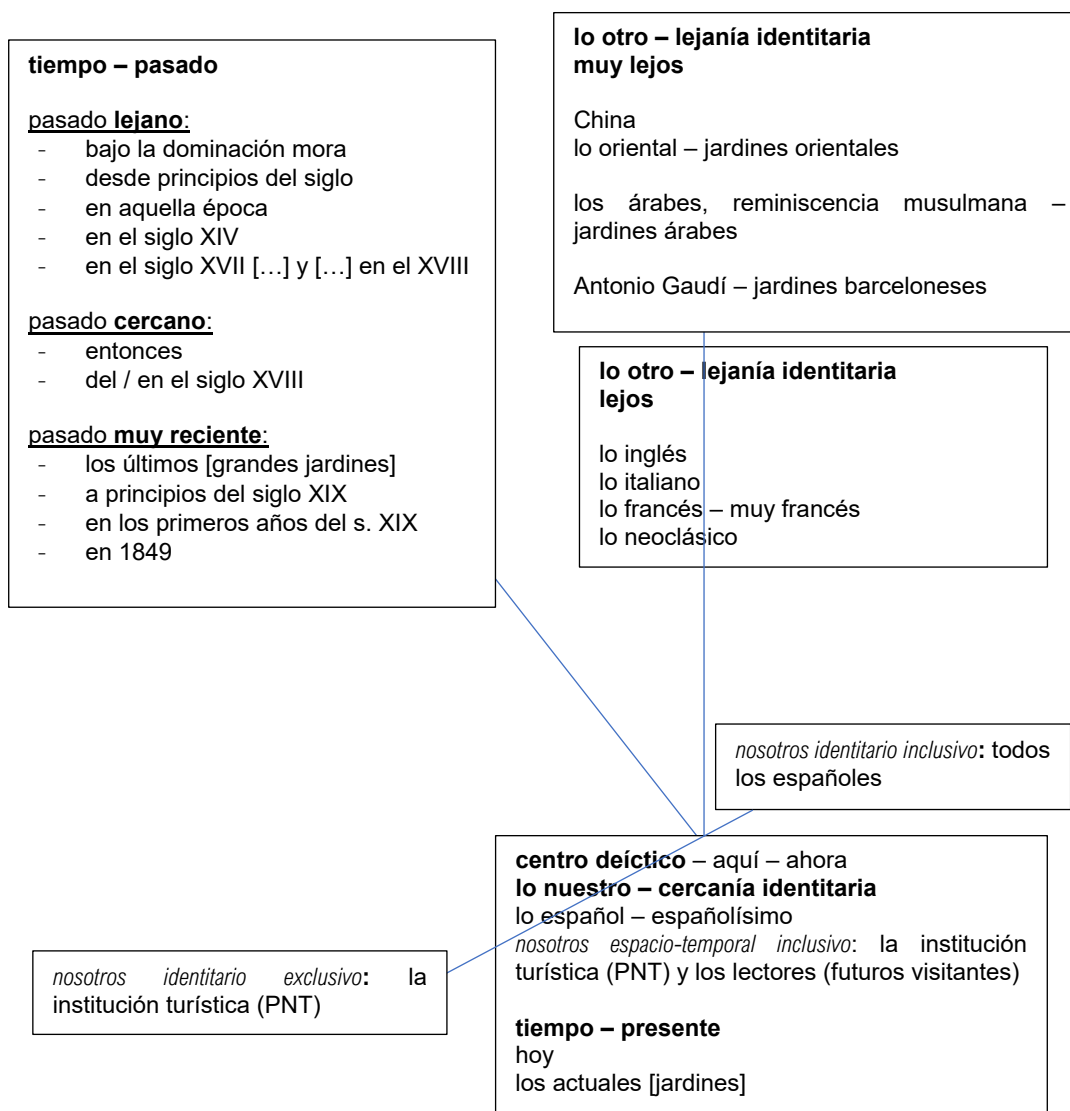 tiempo – pasado
pasado lejano:
- bajo la dominación mora
- desde principios del siglo
- en aquella época
- en el siglo XIV
- en el siglo XVII […] y […] en el XVIII
pasado cercano:
- entonces
- del / en el siglo XVIII
pasado muy reciente:
- los últimos [grandes jardines]
- a principios del siglo XIX
- en los primeros años del s. XIX
- en 1849
lo otro – lejanía identitaria
muy lejos
China
lo oriental – jardines orientales
los árabes, reminiscencia musulmana –
jardines árabes
Antonio Gaudí – jardines barceloneses
lo otro – lejanía identitaria
lejos
lo inglés
lo italiano
lo francés – muy francés
lo neoclásico
nosotros identitario inclusivo: todos
los españoles
centro deíctico – aquí – ahora
lo nuestro – cercanía identitaria
lo español – españolísimo
nosotros espacio-temporal inclusivo: la institución
turística (PNT) y los lectores (futuros visitantes)
tiempo – presente
hoy
los actuales [jardines]
nosotros identitario exclusivo: la
institución turística (PNT)